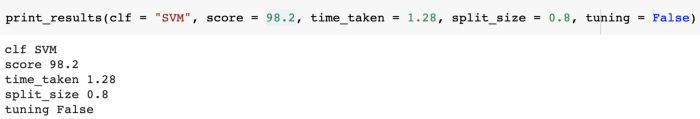 print_results(clf = "SVM", score = 98.2, time_taken = 1.28, split_size = 0.8, tuning = False)
clf SVM
score 98.2
time_taken 1.28
split_size 0.8
tuning False